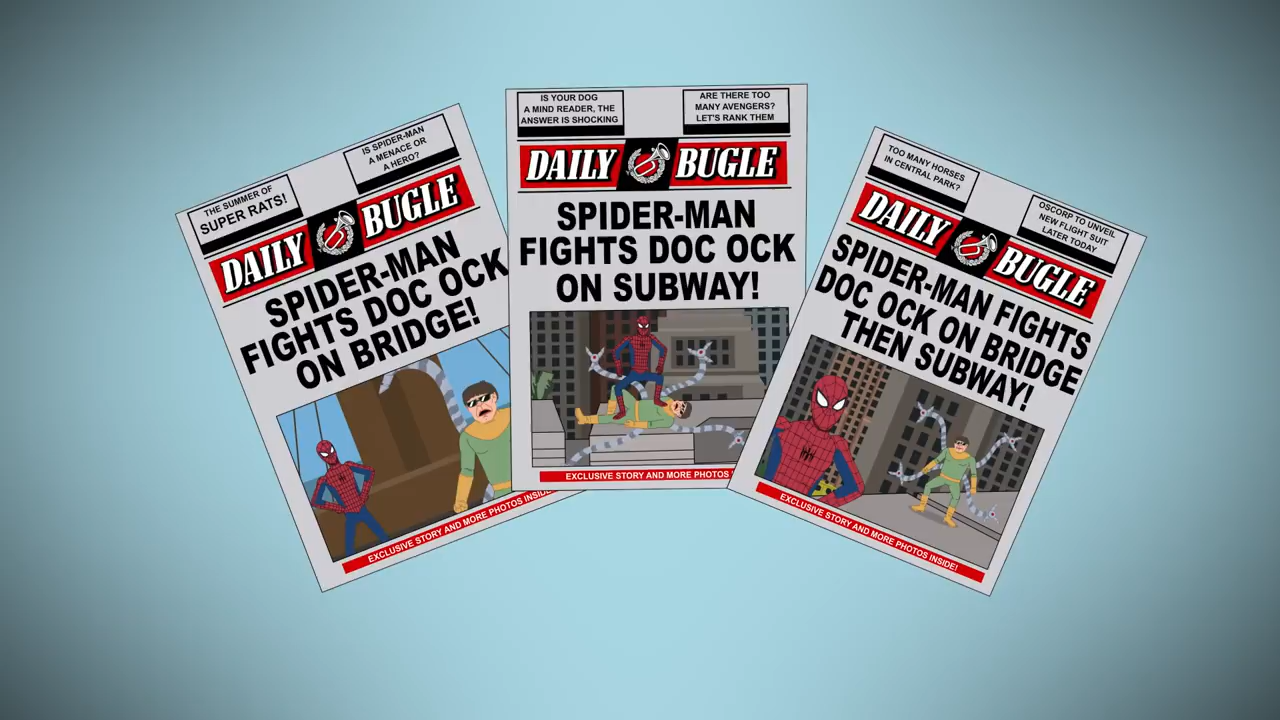 THE SUMMER OF
SUPER RATS!
IS SPIDER-MAN
A MENACE OR
A HERO?
DAILY BUGLE
SPIDER-MAN
FIGHTS DOC OCK
ON BRIDGE!
EXCLUSIVE STORY AND MORE PHOTOS INSIDE!
IS YOUR DOG
A MIND READER, THE
ANSWER IS SHOCKING
ARE THERE TOO
MANY AVENGERS?
LET'S RANK THEM
DAILY BUGLE
SPIDER-MAN
FIGHTS DOC OCK
ON SUBWAY!
EXCLUSIVE STORY AND MORE PHOTOS
TOO MANY HORSES
IN CENTRAL PARK?
OSCORP TO UNVEIL
NEW FLIGHT SUIT
LATER TODAY
DAILY BUGLE
SPIDER-MAN FIGHTS
DOC OCK ON BRIDGE
THEN SUBWAY!
EXCLUSIVE STORY AND MORE PHOTOS INSIDE!